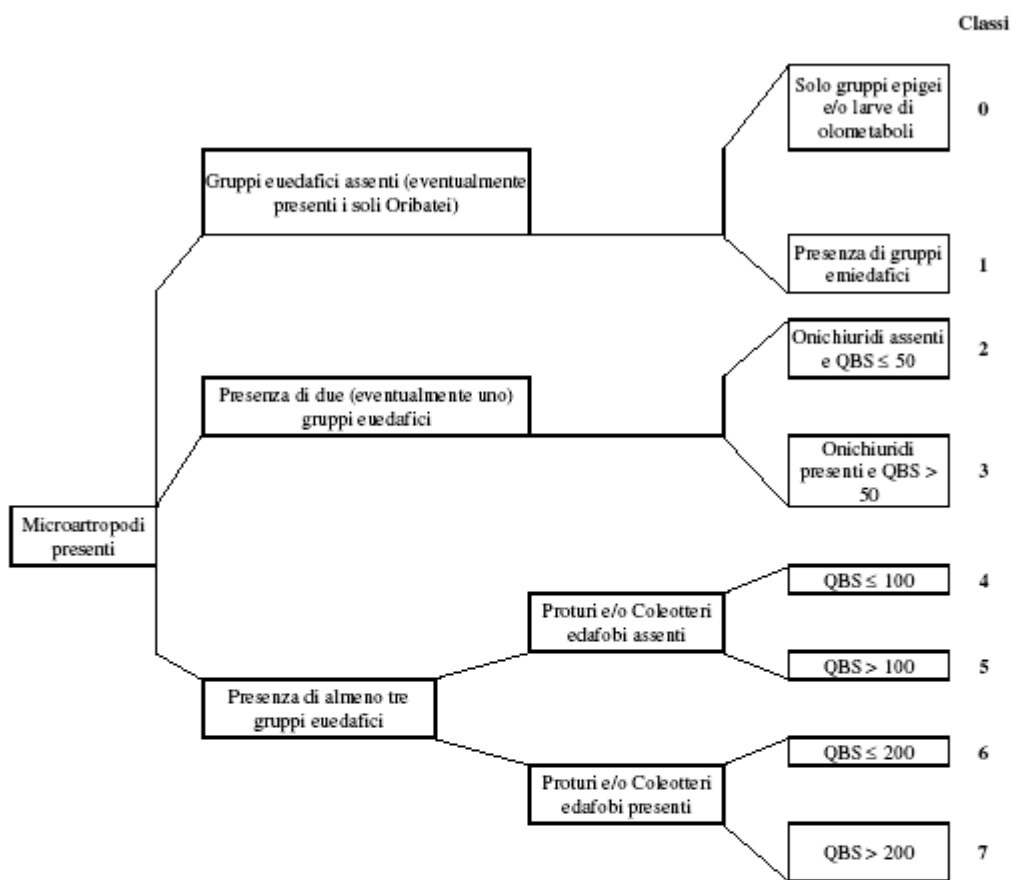 Classi
Solo gruppi epigei
e/o larve di
olometaboli
0
Gruppi euedafici assenti (eventualmente
presenti i soli Oribatei)
Presenza di gruppi
emiedafici
1
Onichiuridi assenti
e QBS ≤ 50
2
Presenza di due (eventualmente uno)
gruppi euedafici
Onichiuridi
presenti e QBS >
50
3
Microartropodi
presenti
QBS ≤ 100
4
Proturi e/o Coleotteri
edafobi assenti
QBS > 100
5
Presenza di almeno tre
gruppi euedafici
QBS ≤ 200
6
Proturi e/o Coleotteri
edafobi presenti
QBS > 200
7